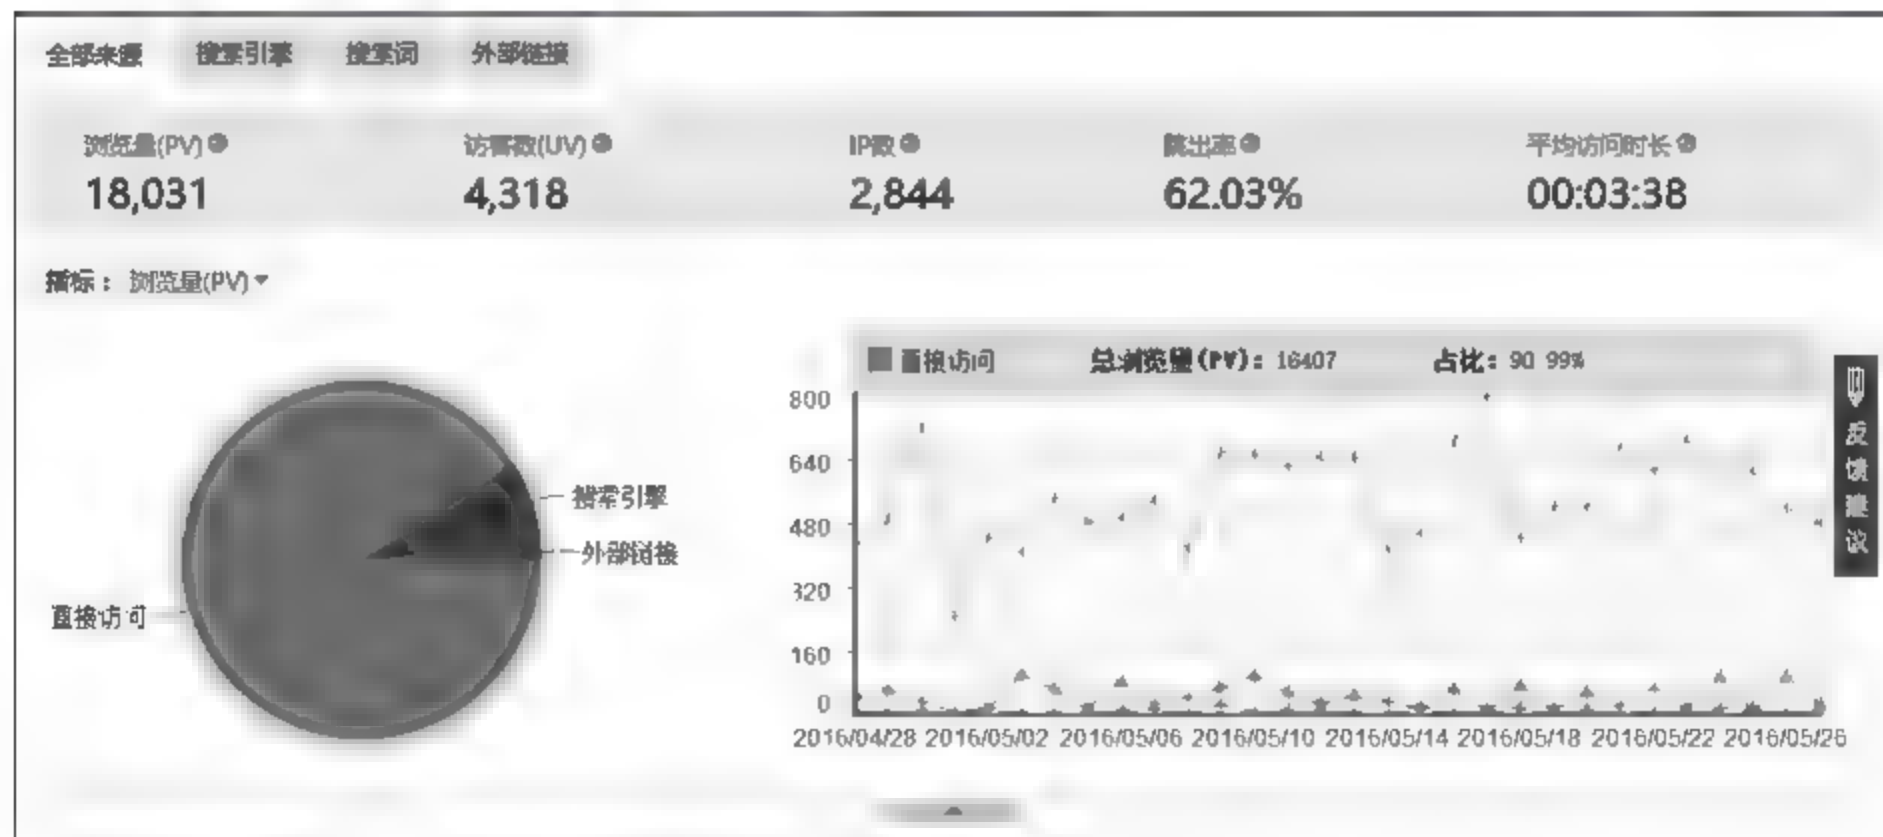 全部来源 搜索引擎 搜索词 外部链接
浏览量(PV) 访客数(UV) IP数 跳出率 平均访问时长
18,031 4,318 2,844 62.03% 00:03:38
指标： 浏览量(PV)
直接访问 总浏览量(PV)： 16407 占比： 90 99%
800
640
480
320
160
0
2016/04/28 2016/05/02 2016/05/06 2016/05/10 2016/05/14 2016/05/18 2016/05/22 2016/05/26
搜索引擎
外部链接
直接访问
反馈建议